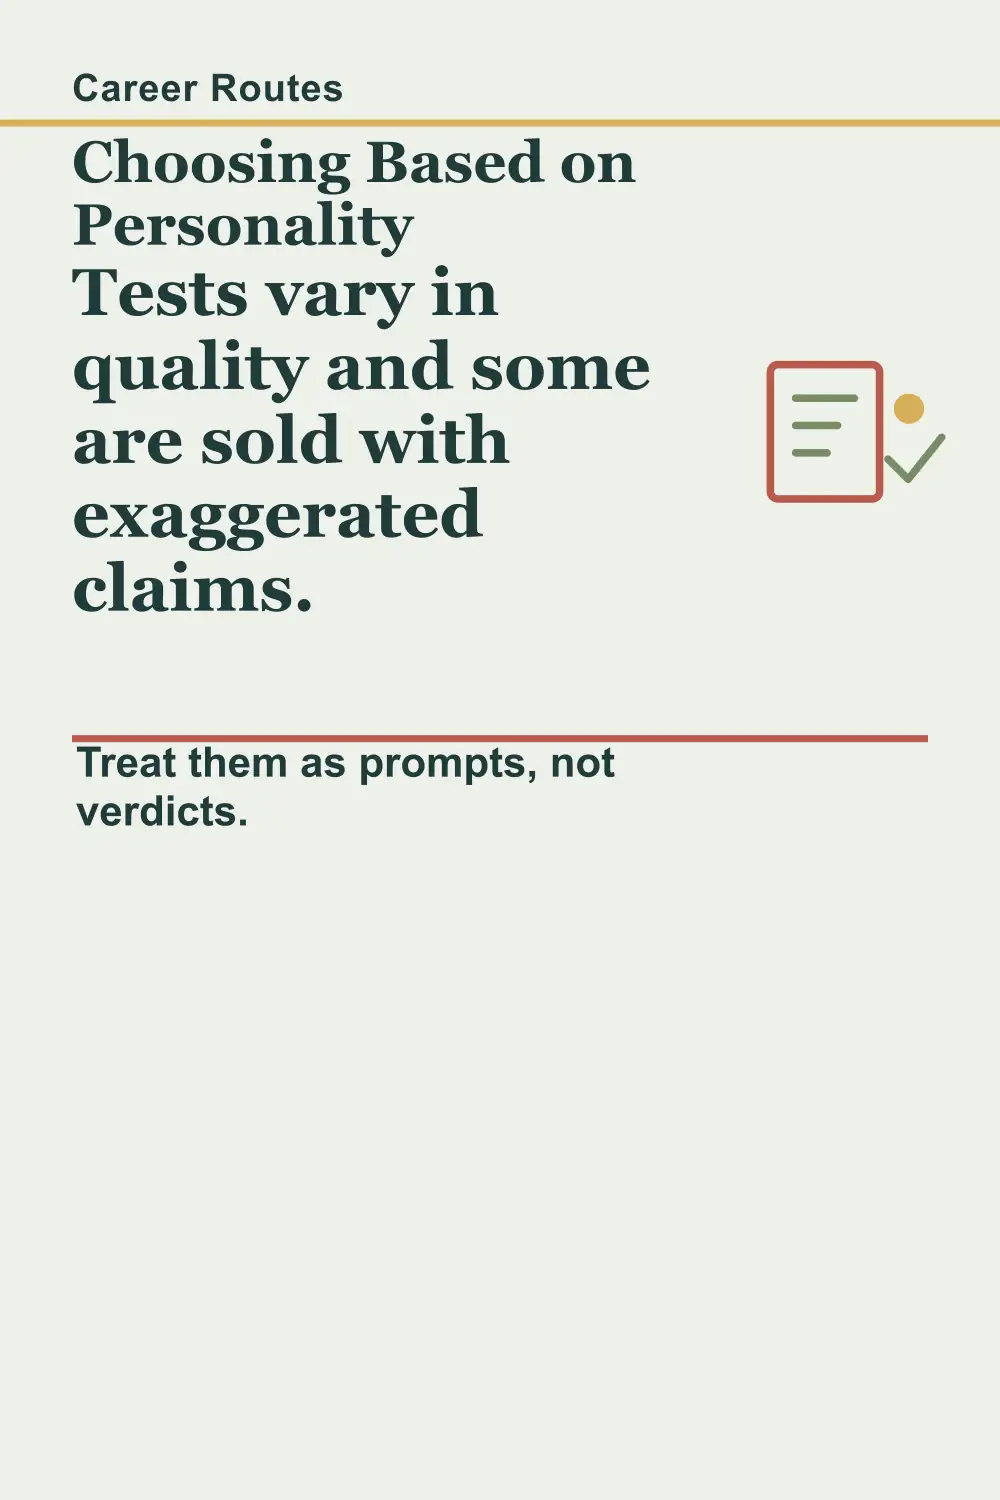 Career Routes
Choosing Based on
Personality
Tests vary in
quality and some
are sold with
exaggerated
claims.
Treat them as prompts, not
verdicts.